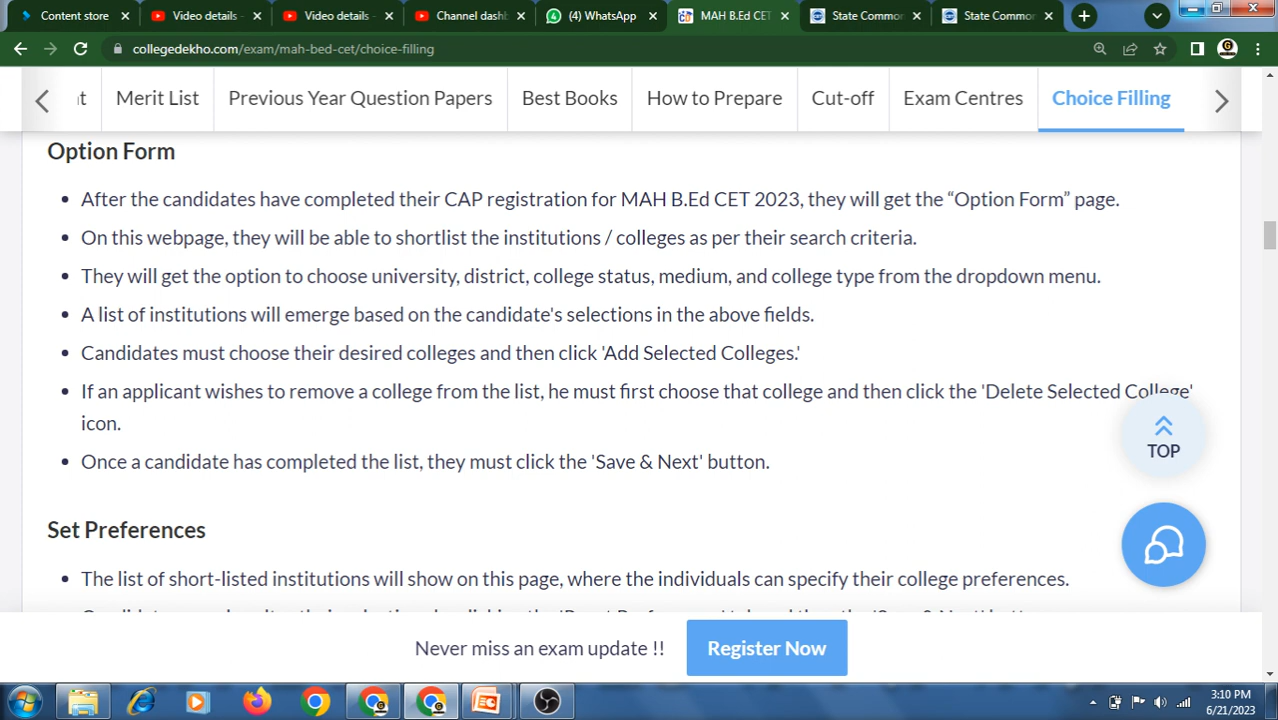 Content store
Video details -
Video details -
Channel dashb
(4) WhatsApp
MAH B.Ed CET
State Common
State Common
collegedekho.com/exam/mah-bed-cet/choice-filling
t
Merit List
Previous Year Question Papers
Best Books
How to Prepare
Cut-off
Exam Centres
Choice Filling
Option Form
• After the candidates have completed their CAP registration for MAH B.Ed CET 2023, they will get the “Option Form” page.
• On this webpage, they will be able to shortlist the institutions / colleges as per their search criteria.
• They will get the option to choose university, district, college status, medium, and college type from the dropdown menu.
• A list of institutions will emerge based on the candidate's selections in the above fields.
• Candidates must choose their desired colleges and then click 'Add Selected Colleges.'
• If an applicant wishes to remove a college from the list, he must first choose that college and then click the 'Delete Selected College'
icon.
• Once a candidate has completed the list, they must click the 'Save & Next' button.
TOP
Set Preferences
• The list of short-listed institutions will show on this page, where the individuals can specify their college preferences.
Never miss an exam update !!
Register Now
3:10 PM
6/21/2023